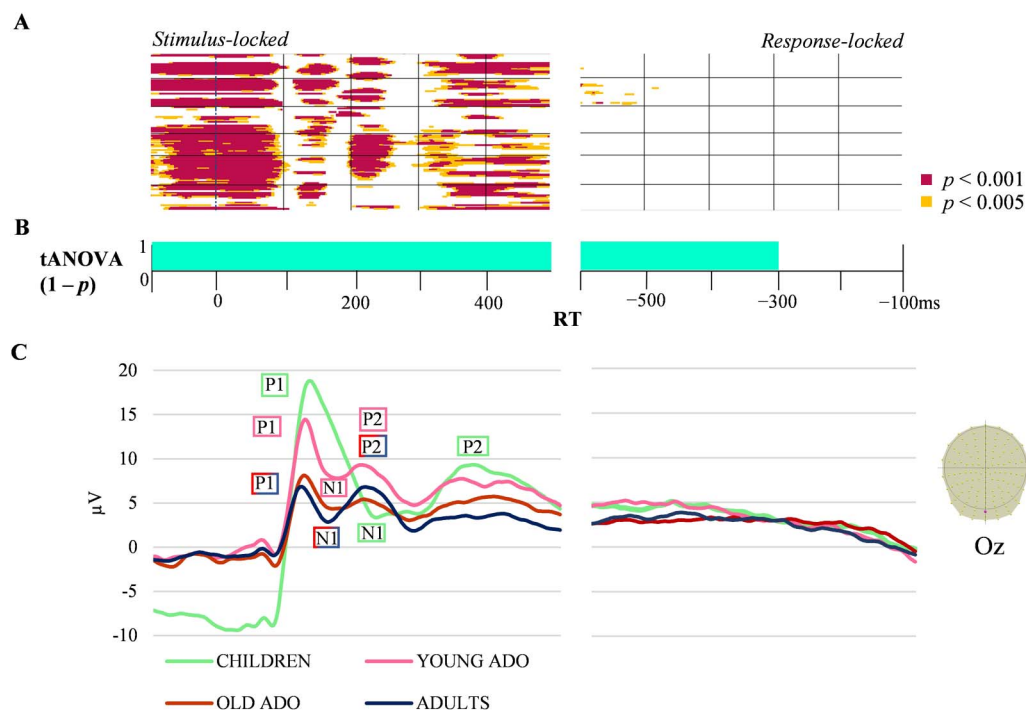 A
Stimulus-locked
Response-locked
p < 0.001
p < 0.005
B
tANOVA
(1 – p)
1
0
0
200
400
−500
−300
−100ms
RT
C
µV
20
15
10
5
0
-5
-10
P1
P1
P1
P2
P2
P2
N1
N1
N1
Oz
CHILDREN
YOUNG ADO
OLD ADO
ADULTS